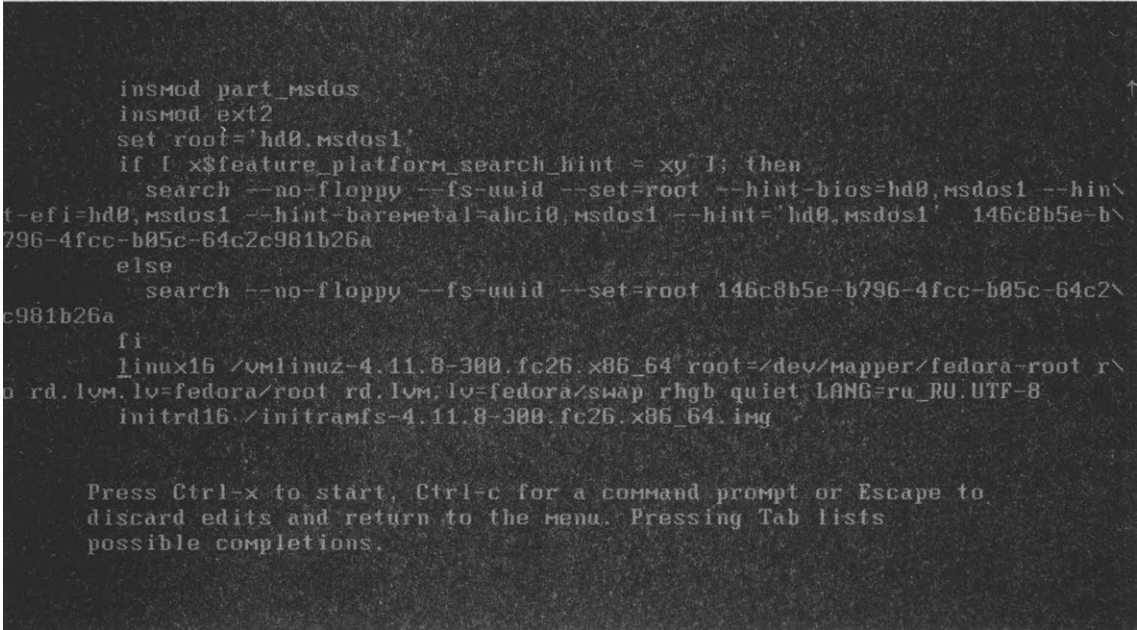 insmod part_msdos
insmod ext2
set root='hd0,msdos1'
if [ x$feature_platform_search_hint = xy ]; then
search --no-floppy --fs-uuid --set=root --hint-bios=hd0,msdos1 --hin\
t-efi=hd0,msdos1 --hint-baremetal=ahci0,msdos1 --hint='hd0,msdos1'  146c8b5e-b\
796-4fcc-b05c-64c2c981b26a
else
search --no-floppy --fs-uuid --set=root 146c8b5e-b796-4fcc-b05c-64c2\
c981b26a
fi
linux16 /vmlinuz-4.11.8-300.fc26.x86_64 root=/dev/mapper/fedora-root r\
o rd.lvm.lv=fedora/root rd.lvm.lv=fedora/swap rhgb quiet LANG=ru_RU.UTF-8
initrd16 /initramfs-4.11.8-300.fc26.x86_64.img
Press Ctrl-x to start, Ctrl-c for a command prompt or Escape to
discard edits and return to the menu. Pressing Tab lists
possible completions.